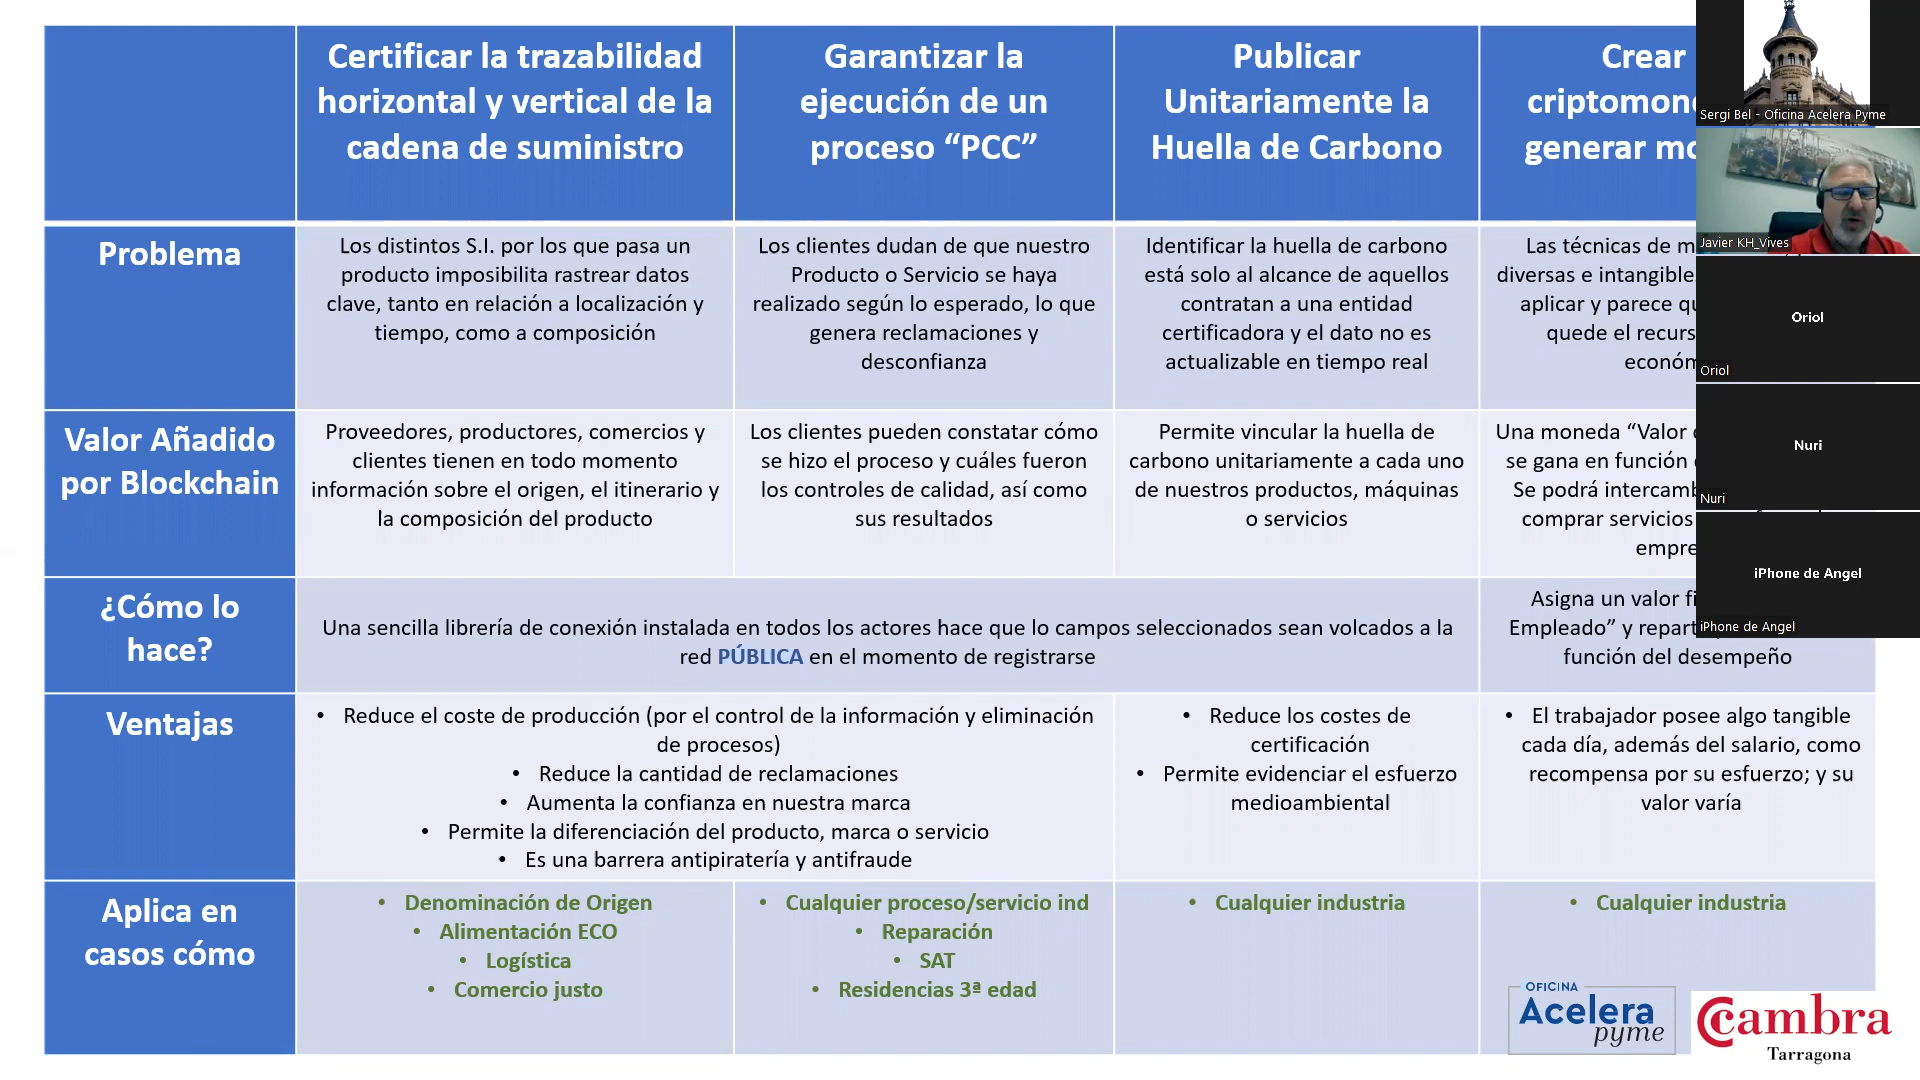 Certificar la trazabilidad
horizontal y vertical de la
cadena de suministro
Garantizar la
ejecución de un
proceso “PCC”
Publicar
Unitariamente la
Huella de Carbono
Crear
generar
Problema
Los distintos S.I. por los que pasa un
producto imposibilita rastrear datos
clave, tanto en relación a localización y
tiempo, como a composición
Los clientes dudan de que nuestro
Producto o Servicio se haya
realizado según lo esperado, lo que
genera reclamaciones y
desconfianza
Identificar la huella de carbono
está solo al alcance de aquellos
contratan a una entidad
certificadora y el dato no es
actualizable en tiempo real
Las técnicas de
diversas e
aplicar y parece
quede el
Valor Añadido
por Blockchain
Proveedores, productores, comercios y
clientes tienen en todo momento
información sobre el origen, el itinerario y
la composición del producto
Los clientes pueden constatar cómo
se hizo el proceso y cuáles fueron
los controles de calidad, así como
sus resultados
Permite vincular la huella de
carbono unitariamente a cada uno
de nuestros productos, máquinas
o servicios
Una moneda “Valor
se gana en función
Se podrá
comprar servicios
¿Cómo lo
hace?
Una sencilla librería de conexión instalada en todos los actores hace que lo campos seleccionados sean volcados a la
red PÚBLICA en el momento de registrarse
Asigna un valor
Empleado” y
función del desempeño
Ventajas
• Reduce el coste de producción (por el control de la información y eliminación
de procesos)
• Reduce la cantidad de reclamaciones
• Aumenta la confianza en nuestra marca
• Permite la diferenciación del producto, marca o servicio
• Es una barrera antipiratería y antifraude
• Reduce los costes de
certificación
• Permite evidenciar el esfuerzo
medioambiental
• El trabajador posee algo tangible
cada día, además del salario, como
recompensa por su esfuerzo; y su
valor varía
Aplica en
casos cómo
• Denominación de Origen
• Alimentación ECO
• Logística
• Comercio justo
• Cualquier proceso/servicio ind
• Reparación
• SAT
• Residencias 3ª edad
• Cualquier industria
• Cualquier industria
OFICINA
Acelera
pyme
cambra
Tarragona
Sergi Bel - Oficina Acelera Pyme
Javier KH_Vives
Oriol
Oriol
Nuri
Nuri
iPhone de Angel
iPhone de Angel